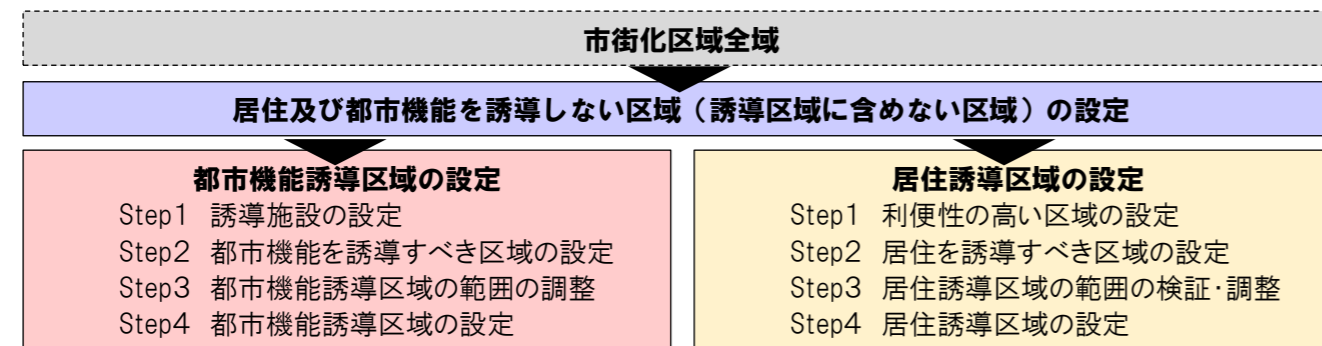 市街化区域全域
居住及び都市機能を誘導しない区域（誘導区域に含めない区域）の設定
都市機能誘導区域の設定
Step1 誘導施設の設定
Step2 都市機能を誘導すべき区域の設定
Step3 都市機能誘導区域の範囲の調整
Step4 都市機能誘導区域の設定
居住誘導区域の設定
Step1 利便性の高い区域の設定
Step2 居住を誘導すべき区域の設定
Step3 居住誘導区域の範囲の検証・調整
Step4 居住誘導区域の設定